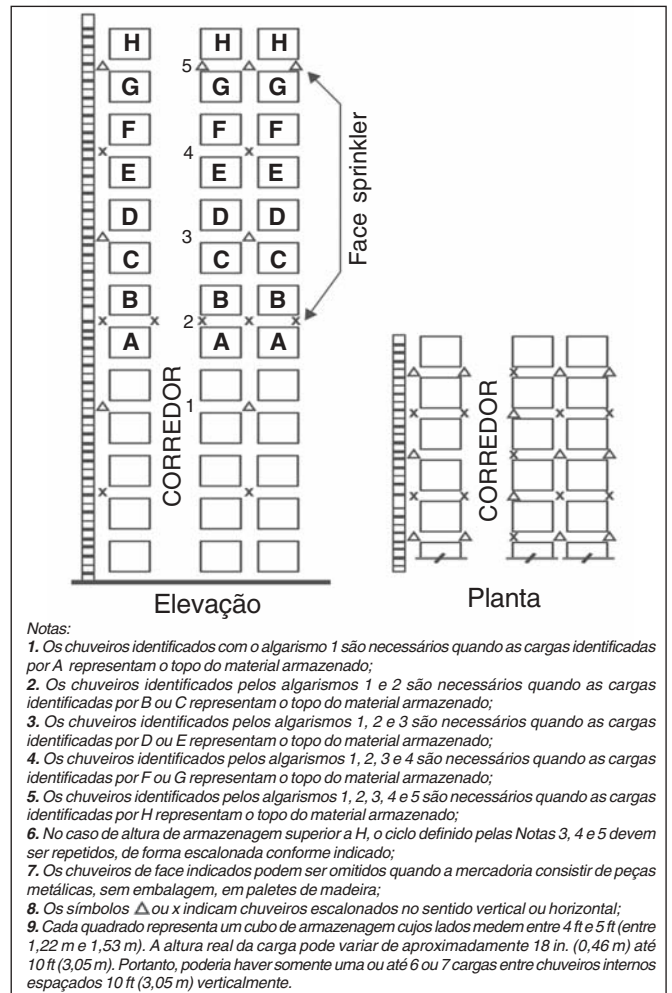 H H H
5
G G G
F F F
4
E E E
D D D
3
C C C
B B B
2
A A A
1
CORREDOR
Face sprinkler
CORREDOR
Elevação
Planta
Notas:
1. Os chuveiros identificados com o algarismo 1 são necessários quando as cargas identificadas
por A representam o topo do material armazenado;
2. Os chuveiros identificados pelos algarismos 1 e 2 são necessários quando as cargas
identificadas por B ou C representam o topo do material armazenado;
3. Os chuveiros identificados pelos algarismos 1, 2 e 3 são necessários quando as cargas
identificadas por D ou E representam o topo do material armazenado;
4. Os chuveiros identificados pelos algarismos 1, 2, 3 e 4 são necessários quando as cargas
identificadas por F ou G representam o topo do material armazenado;
5. Os chuveiros identificados pelos algarismos 1, 2, 3, 4 e 5 são necessários quando as cargas
identificadas por H representam o topo do material armazenado;
6. No caso de altura de armazenagem superior a H, o ciclo definido pelas Notas 3, 4 e 5 devem
ser repetidos, de forma escalonada conforme indicado;
7. Os chuveiros de face indicados podem ser omitidos quando a mercadoria consistir de peças
metálicas, sem embalagem, em paletes de madeira;
8. Os símbolos △ ou x indicam chuveiros escalonados no sentido vertical ou horizontal;
9. Cada quadrado representa um cubo de armazenagem cujos lados medem entre 4 ft e 5 ft (entre
1,22 m e 1,53 m). A altura real da carga pode variar de aproximadamente 18 in. (0,46 m) até
10 ft (3,05 m). Portanto, poderia haver somente uma ou até 6 ou 7 cargas entre chuveiros internos
espaçados 10 ft (3,05 m) verticalmente.